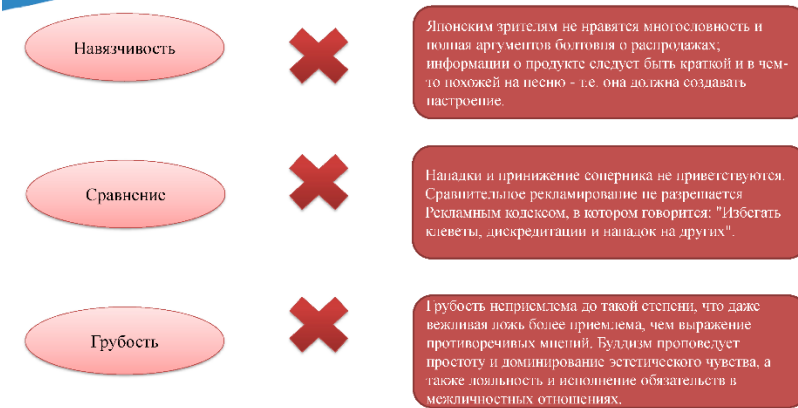 Навязчивость
Японским зрителям не нравятся многословность и
полная аргументов болтовня о распродажах;
информации о продукте следует быть краткой и в чем-
то похожей на песню - т.е. она должна создавать
настроение.
Сравнение
Нападки и принижение соперника не приветствуются.
Сравнительное рекламирование не разрешается
Рекламным кодексом, в котором говорится: "Избегать
клеветы, дискредитации и нападок на других".
Грубость
Грубость неприемлема до такой степени, что даже
вежливая ложь более приемлема, чем выражение
противоречивых мнений. Буддизм проповедует
простоту и доминирование эстетического чувства, а
также лояльность и исполнение обязательств в
межличностных отношениях.